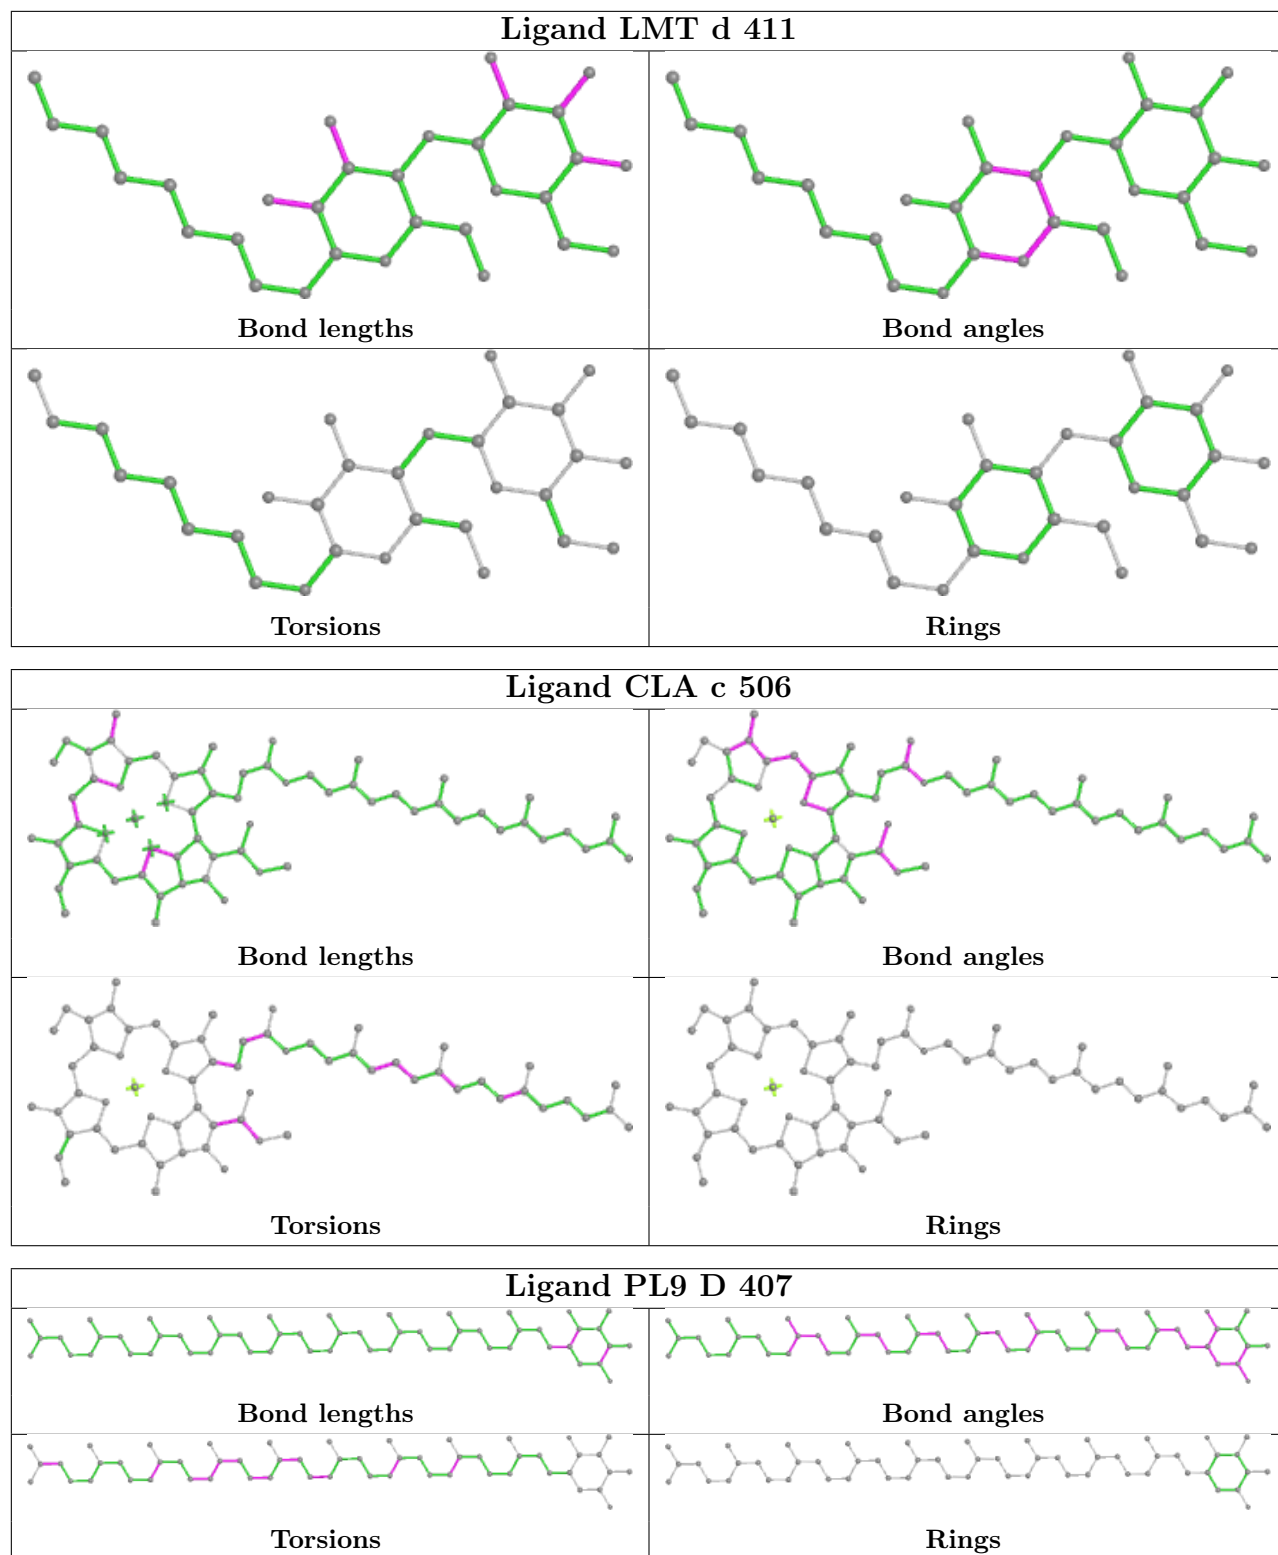 Ligand LMT d 411
Bond lengths
Bond angles
Torsions
Rings
Ligand CLA c 506
Bond lengths
Bond angles
Torsions
Rings
Ligand PL9 D 407
Bond lengths
Bond angles
Torsions
Rings